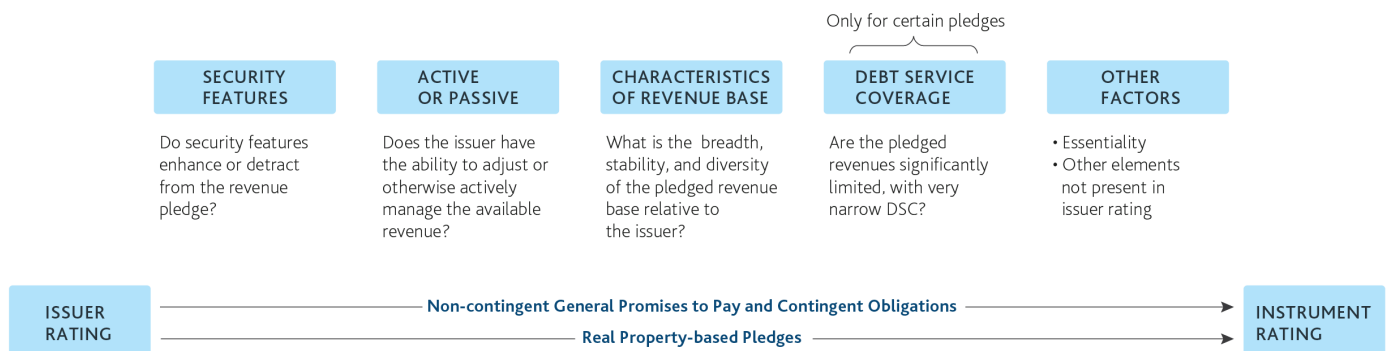 Only for certain pledges
SECURITY
FEATURES
ACTIVE
OR PASSIVE
CHARACTERISTICS
OF REVENUE BASE
DEBT SERVICE
COVERAGE
OTHER
FACTORS
Do security features
enhance or detract
from the revenue
pledge?
Does the issuer have
the ability to adjust or
otherwise actively
manage the available
revenue?
What is the breadth,
stability, and diversity
of the pledged revenue
base relative to
the issuer?
Are the pledged
revenues significantly
limited, with very
narrow DSC?
• Essentiality
• Other elements
not present in
issuer rating
ISSUER
RATING
Non-contingent General Promises to Pay and Contingent Obligations
Real Property-based Pledges
INSTRUMENT
RATING